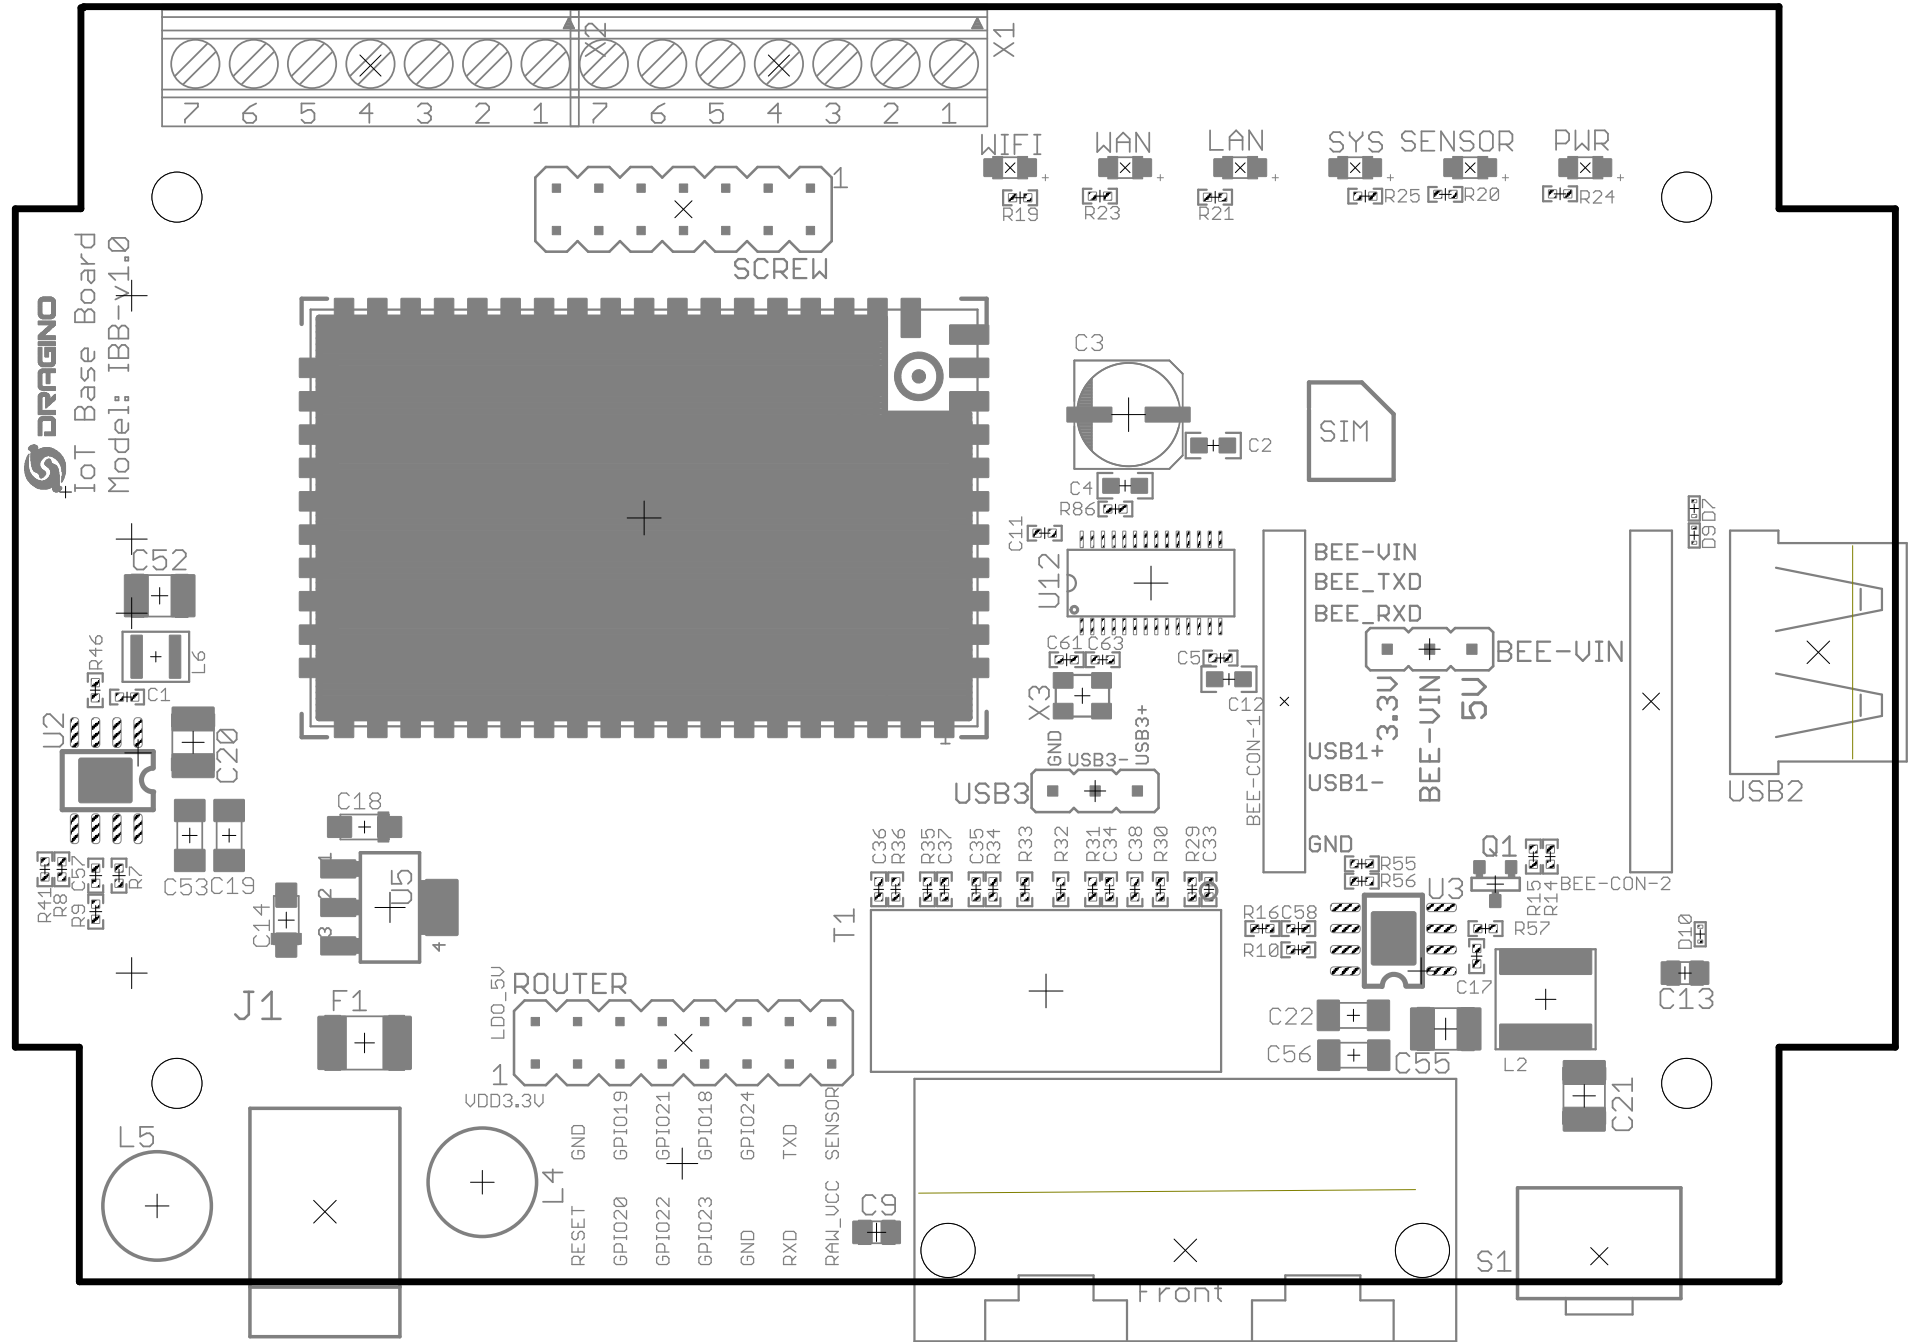 X2
X1
7 6 5 4 3 2 1 7 6 5 4 3 2 1
WIFI WAN LAN SYS SENSOR PWR
+ + + + + +
R19 R23 R21 R25 R20 R24
1
SCREW
DRAGINO
IoT Base Board
Model: IBB-v1.0
C3
C2
SIM
C4
R86
C11
U12
D7
D9
C52
L6
R46
C1
U2
C20
1
BEE-VIN
BEE_TXD
BEE_RXD
BEE-VIN
C61 C63
C5
C12
X3
3.3V
BEE-VIN
5V
GND
USB3-
USB3+
USB3
BEE-CON-1
USB1+
USB1-
GND
USB2
C18
C53 C19
R41
R8
C57
R9
R7
C14
1
2
3
U5
4
C36
R36
R35
C37
C35
R34
R33
R32
R31
C34
C38
R30
R29
C33
T1
R55
R56
Q1
R15
R14
BEE-CON-2
U3
R16 C58
R10
R57
C17
D10
C13
C22
C56
C55
L2
C21
J1
F1
LDO_5V
ROUTER
1
VDD3.3V
GND
GPIO19
GPIO21
GPIO18
GPIO24
TXD
SENSOR
RESET
GPIO20
GPIO22
GPIO23
GND
RXD
RAW_VCC
L5
L4
C9
S1
Front